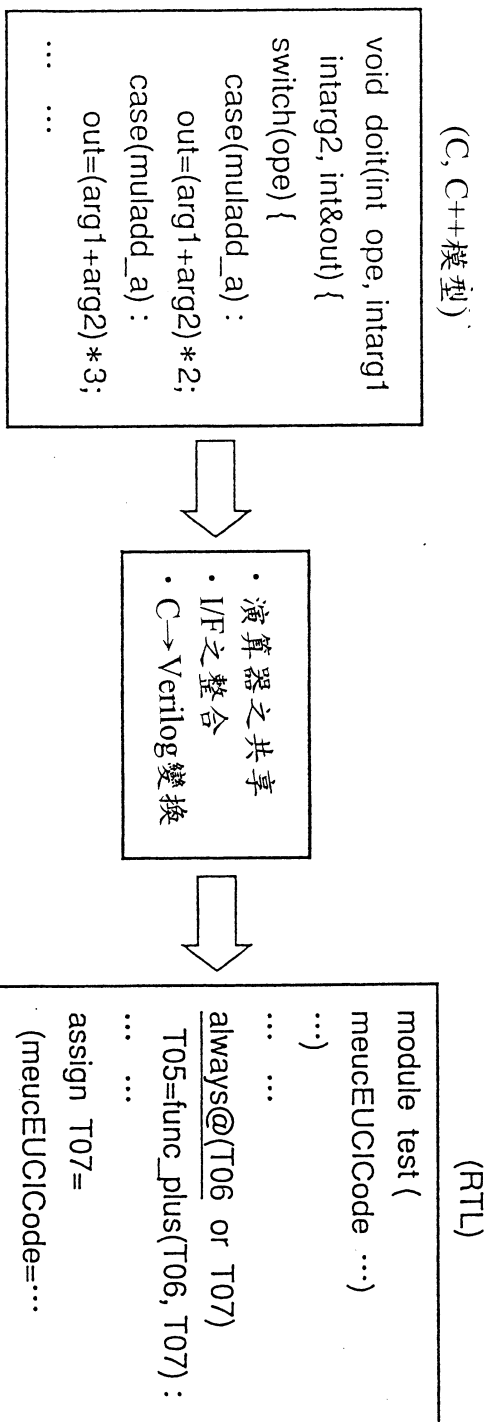 (C, C++模型)
void doit(int ope, intarg1
intarg2, int&out) {
switch(ope) {
case(muladd_a) :
out=(arg1+arg2)*2;
case(muladd_a) :
out=(arg1+arg2)*3;
… …
・演算器之共享
・I/F之整合
・C→Verilog變換
(RTL)
module test (
meucEUCICode …)
…)
… …
always@(T06 or T07)
T05=func_plus(T06, T07) :
… …
assign T07=
(meucEUCICode=…